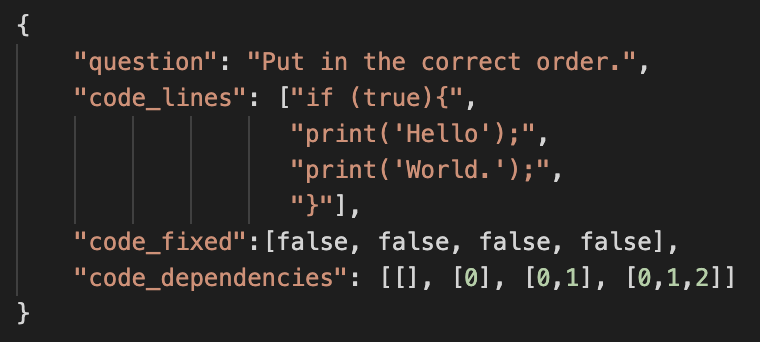 {
"question": "Put in the correct order.",
"code_lines": ["if (true){",
"print('Hello');",
"print('World.');",
"}"],
"code_fixed":[false, false, false, false],
"code_dependencies": [[], [0], [0,1], [0,1,2]]
}